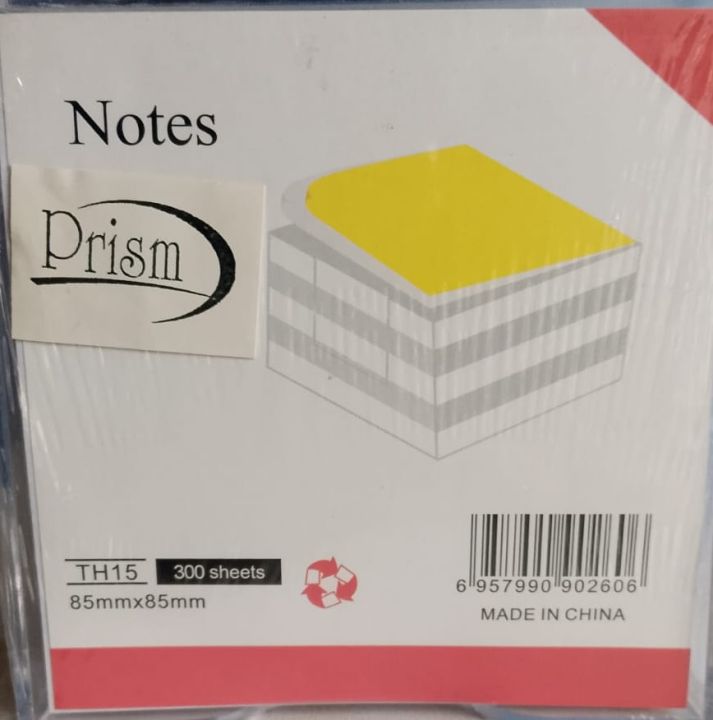 Notes
Prism
TH15
300 sheets
85mmx85mm
6 957990 902606
MADE IN CHINA